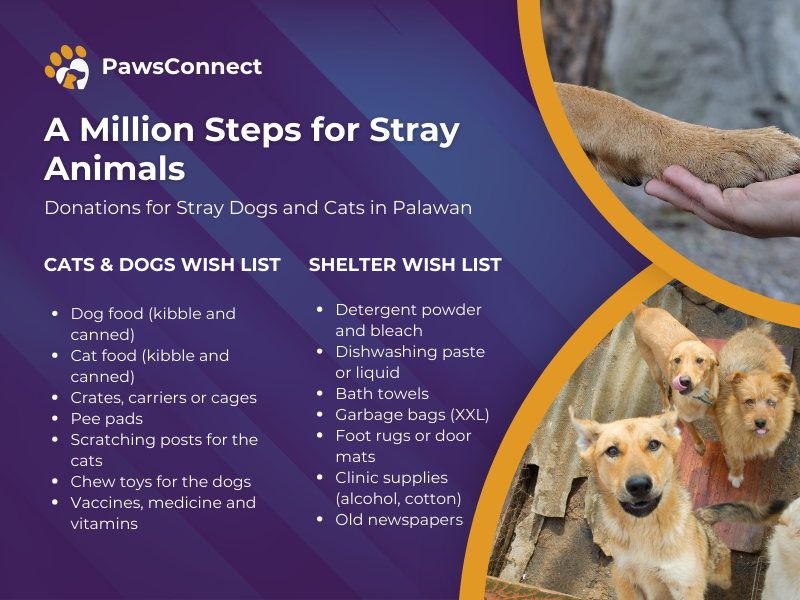 PawsConnect
A Million Steps for Stray
Animals
Donations for Stray Dogs and Cats in Palawan
CATS & DOGS WISH LIST
• Dog food (kibble and
canned)
• Cat food (kibble and
canned)
• Crates, carriers or cages
• Pee pads
• Scratching posts for the
cats
• Chew toys for the dogs
• Vaccines, medicine and
vitamins
SHELTER WISH LIST
• Detergent powder
and bleach
• Dishwashing paste
or liquid
• Bath towels
• Garbage bags (XXL)
• Foot rugs or door
mats
• Clinic supplies
(alcohol, cotton)
• Old newspapers